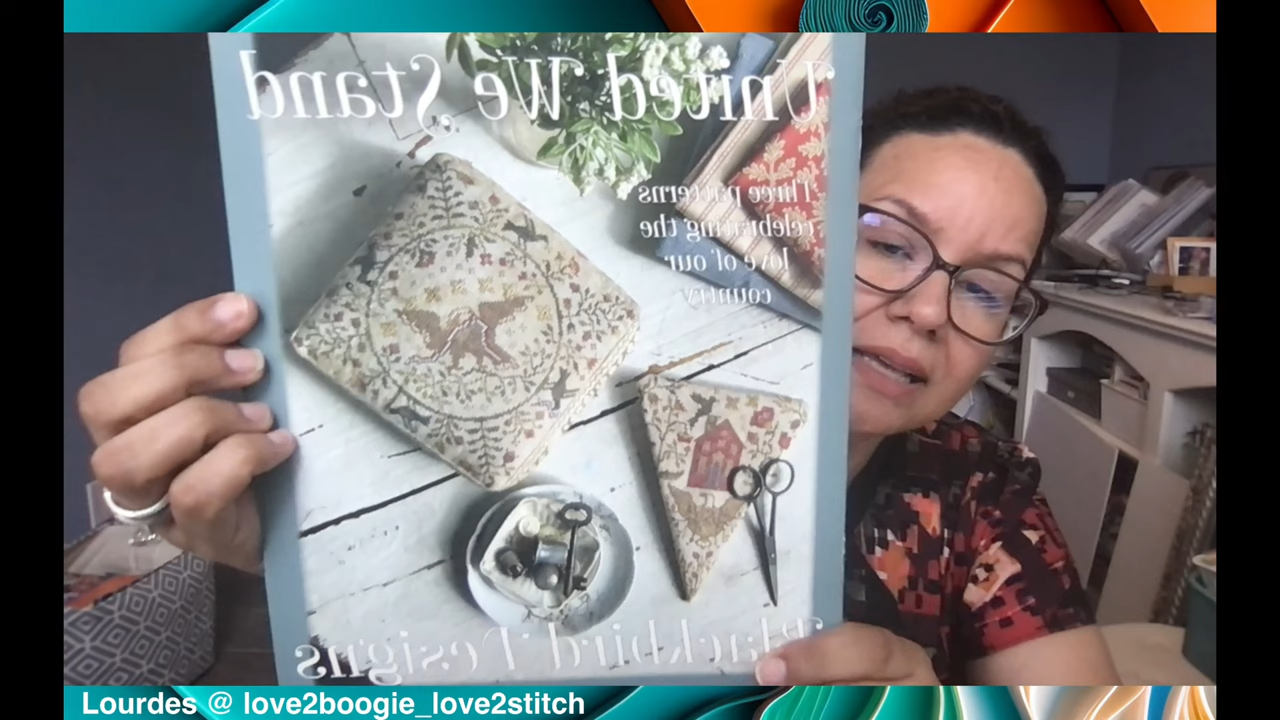 United We Stand
Three patterns
celebrating the
love of our
country
Blackbird Designs
Lourdes @ love2boogie_love2stitch